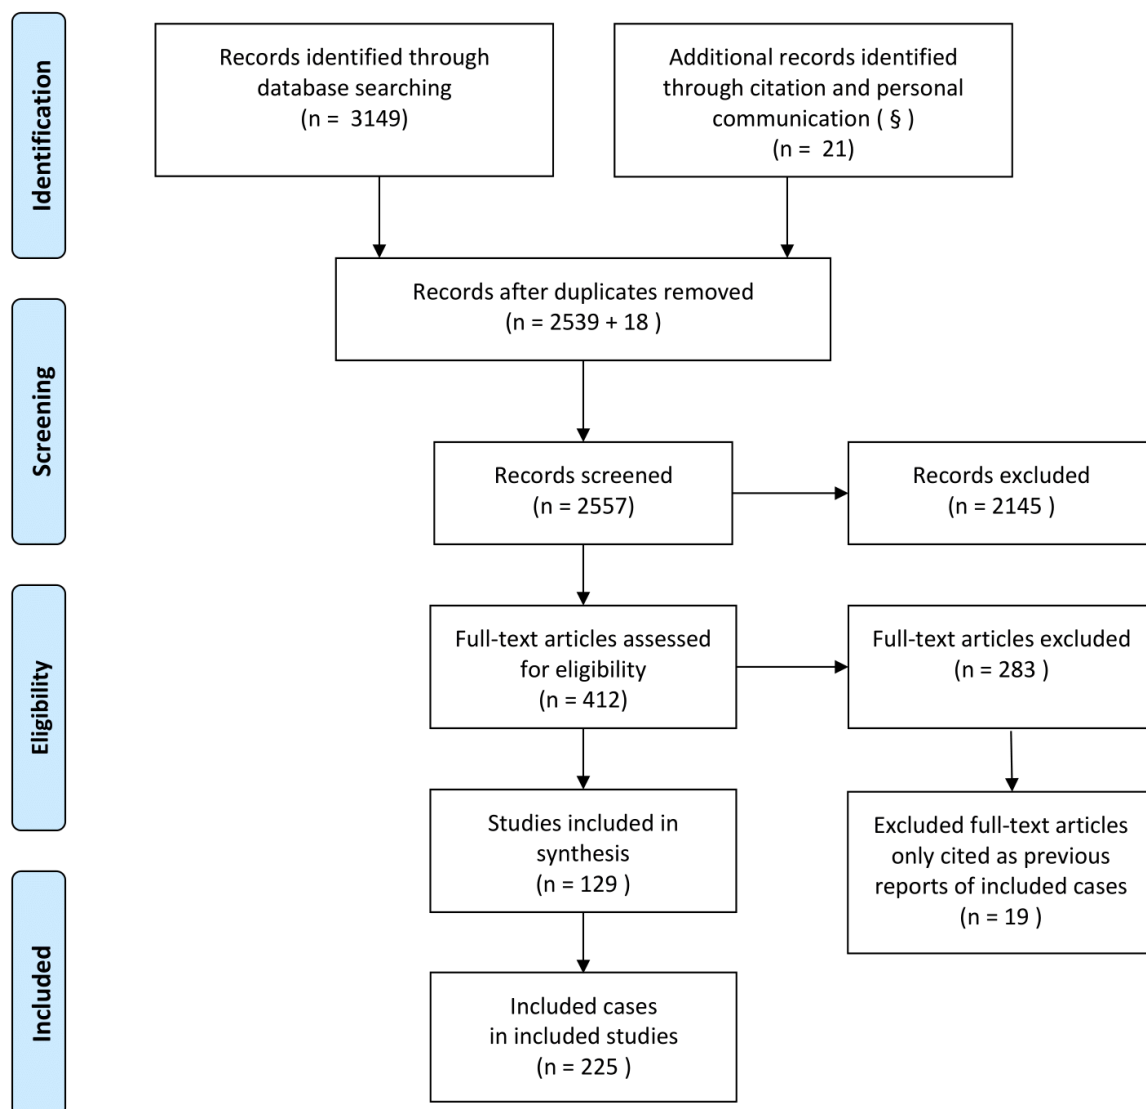 Identification
Records identified through
database searching
(n =  3149)
Additional records identified
through citation and personal
communication ( § )
(n =  21)
Records after duplicates removed
(n = 2539 + 18 )
Screening
Records screened
(n = 2557)
Records excluded
(n = 2145 )
Eligibility
Full-text articles assessed
for eligibility
(n = 412)
Full-text articles excluded
(n = 283 )
Studies included in
synthesis
(n = 129 )
Excluded full-text articles
only cited as previous
reports of included cases
(n = 19 )
Included
Included cases
in included studies
(n = 225 )